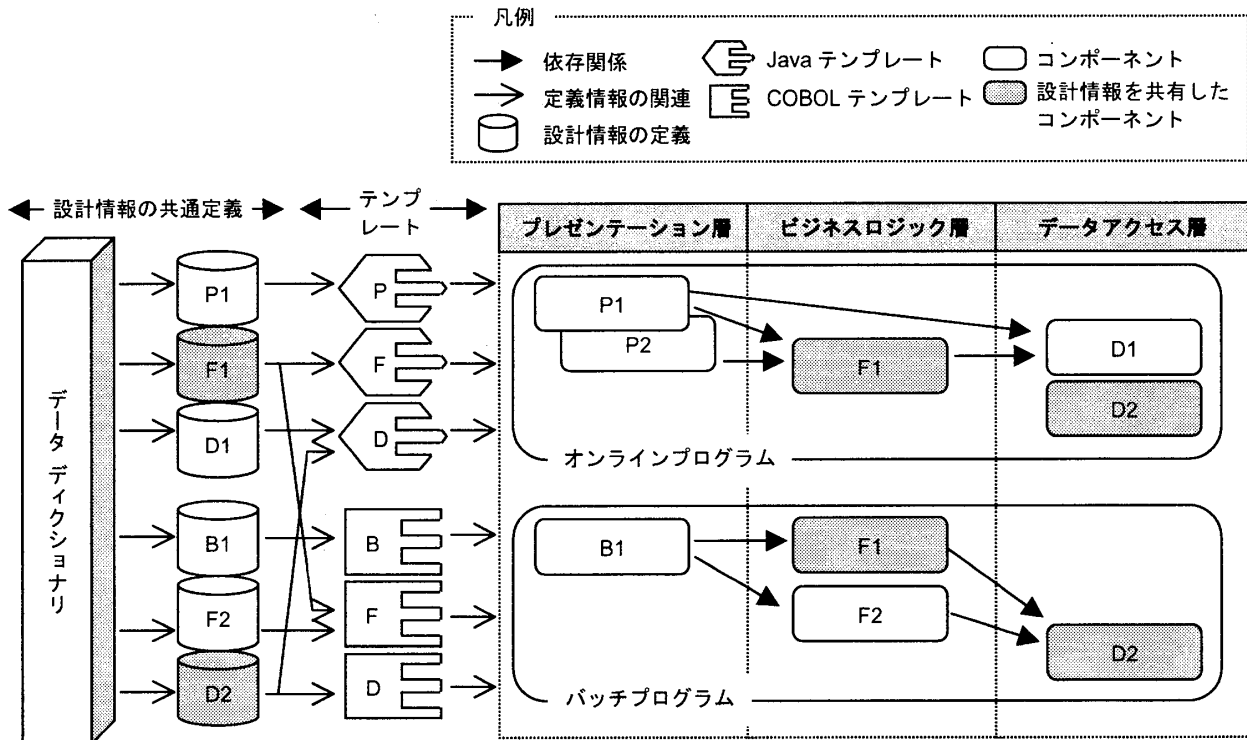 凡例
依存関係
定義情報の関連
設計情報の定義
Java テンプレート
COBOL テンプレート
コンポーネント
設計情報を共有した
コンポーネント
設計情報の共通定義
テンプ
レート
プレゼンテーション層
ビジネスロジック層
データアクセス層
データ ディクショナリ
P1
F1
D1
B1
F2
D2
P
F
D
B
F
D
P1
P2
F1
D1
D2
オンラインプログラム
B1
F1
F2
D2
バッチプログラム